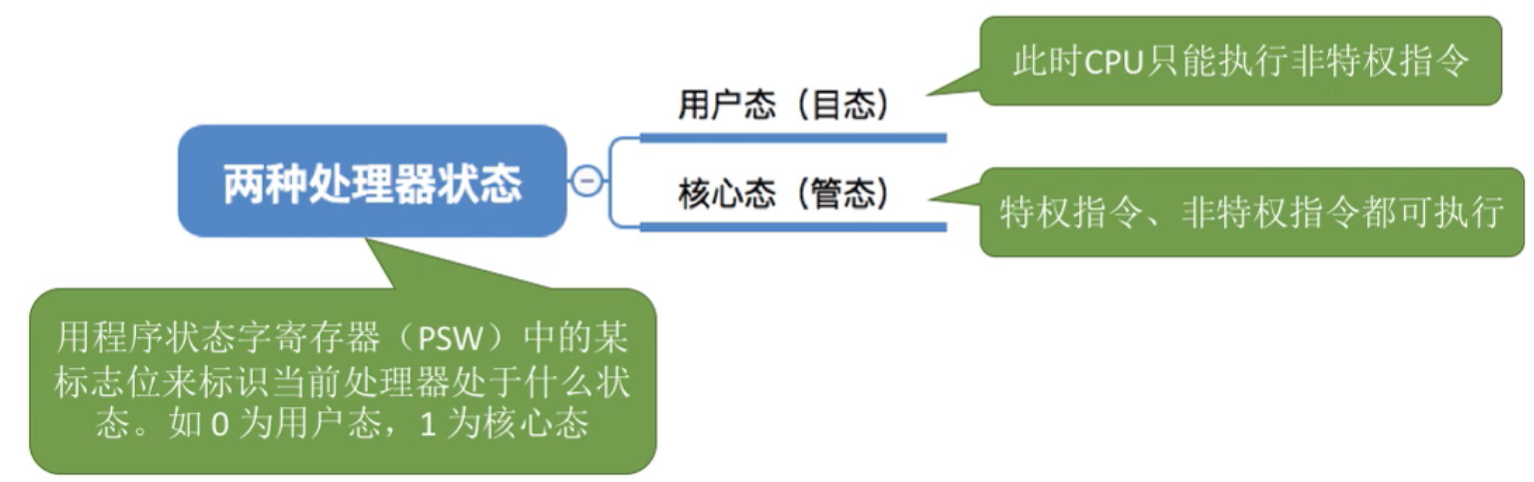 此时CPU只能执行非特权指令
用户态（目态）
两种处理器状态
核心态（管态）
特权指令、非特权指令都可执行
用程序状态字寄存器（PSW）中的某
标志位来标识当前处理器处于什么状
态。如 0 为用户态，1 为核心态